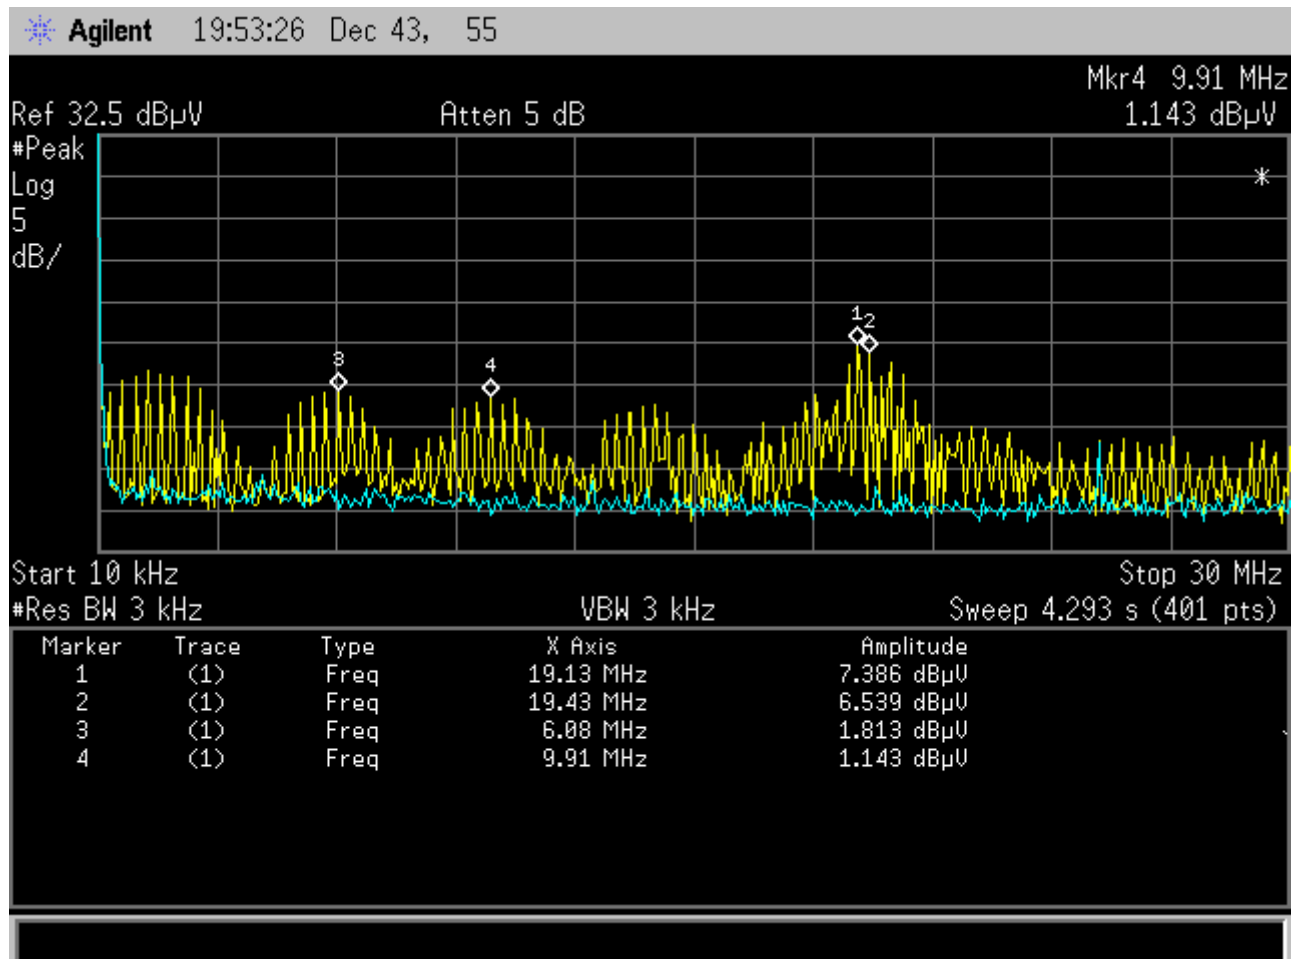 Agilent 19:53:26 Dec 43, 55
Mkr4 9.91 MHz
Ref 32.5 dBµV Atten 5 dB 1.143 dBµV
#Peak
Log
5
dB/
*
1 2
3 4
Start 10 kHz Stop 30 MHz
#Res BW 3 kHz VBW 3 kHz Sweep 4.293 s (401 pts)
Marker Trace Type X Axis Amplitude
1 (1) Freq 19.13 MHz 7.386 dBµV
2 (1) Freq 19.43 MHz 6.539 dBµV
3 (1) Freq 6.08 MHz 1.813 dBµV
4 (1) Freq 9.91 MHz 1.143 dBµV